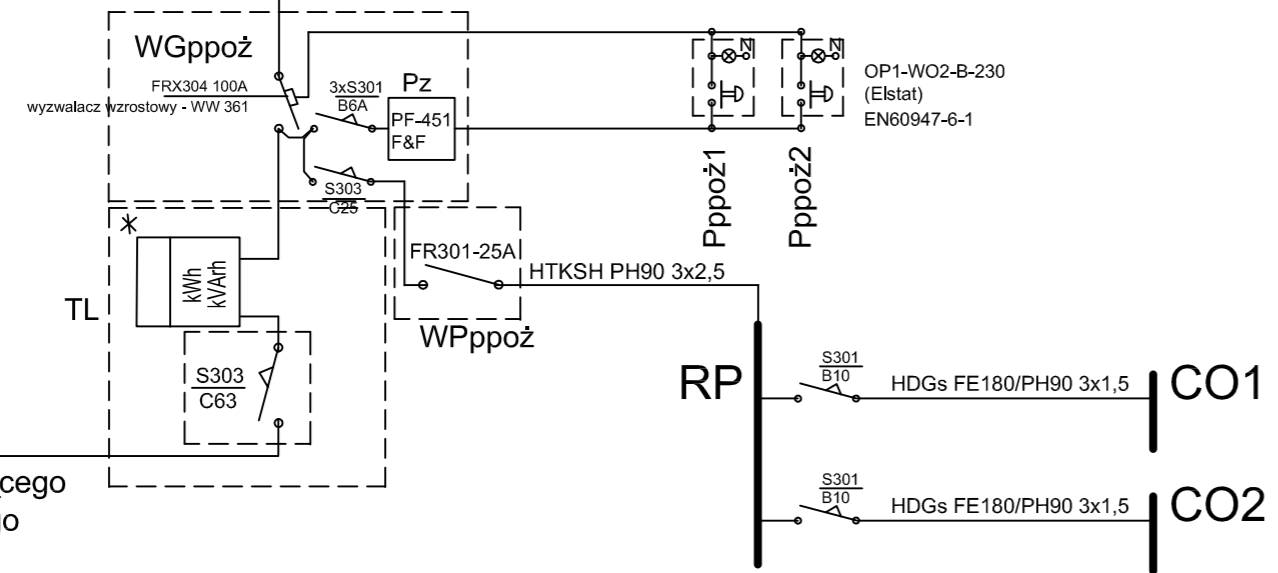 WGppoż
FRX304 100A
wyzwalacz wzrostowy - WW 361
3xS301
B6A
Pz
PF-451
F&F
S303
C25
N
N
OP1-WO2-B-230
(Elstat)
EN60947-6-1
Pppoż1
Pppoż2
TL
kWh
kVArh
S303
C63
FR301-25A
WPppoż
HTKSH PH90 3x2,5
RP
S301
B10
HDGs FE180/PH90 3x1,5
CO1
S301
B10
HDGs FE180/PH90 3x1,5
CO2
cego
go